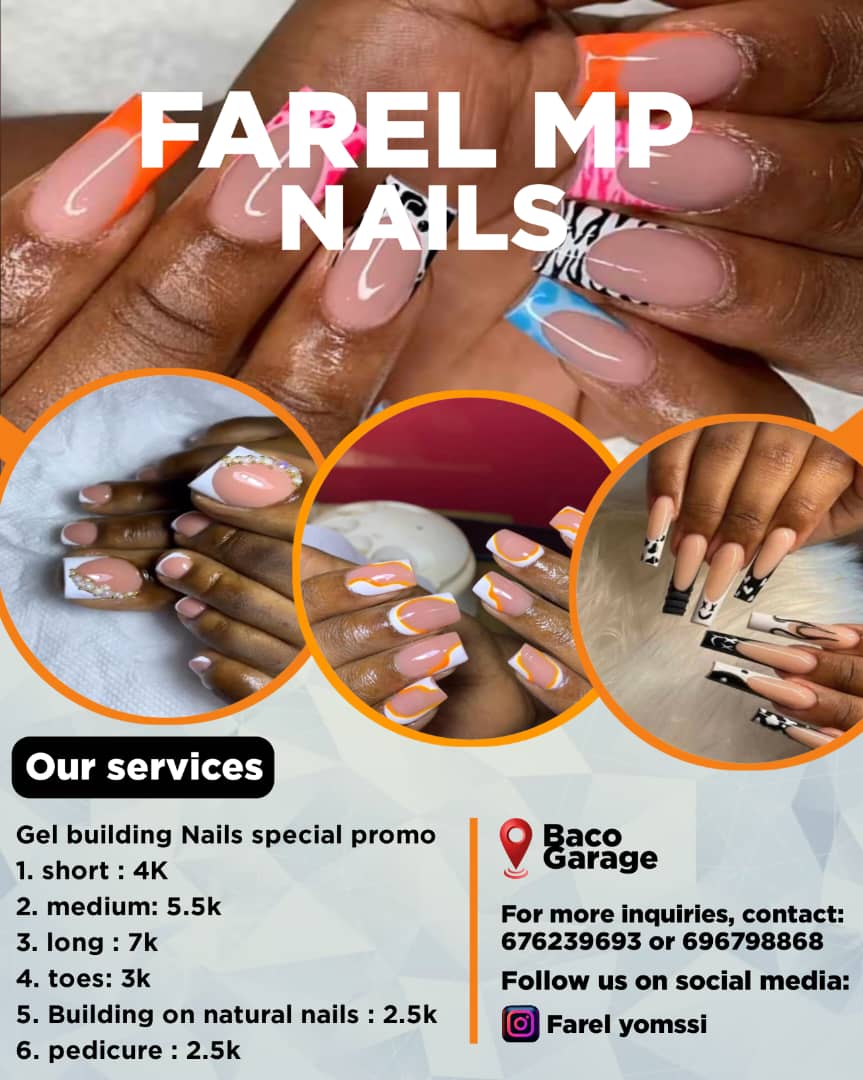 FAREL MP
NAILS
Our services
Gel building Nails special promo
1. short : 4K
2. medium: 5.5k
3. long : 7k
4. toes: 3k
5. Building on natural nails : 2.5k
6. pedicure : 2.5k
Baco
Garage
For more inquiries, contact:
676239693 or 696798868
Follow us on social media:
Farel yomssi